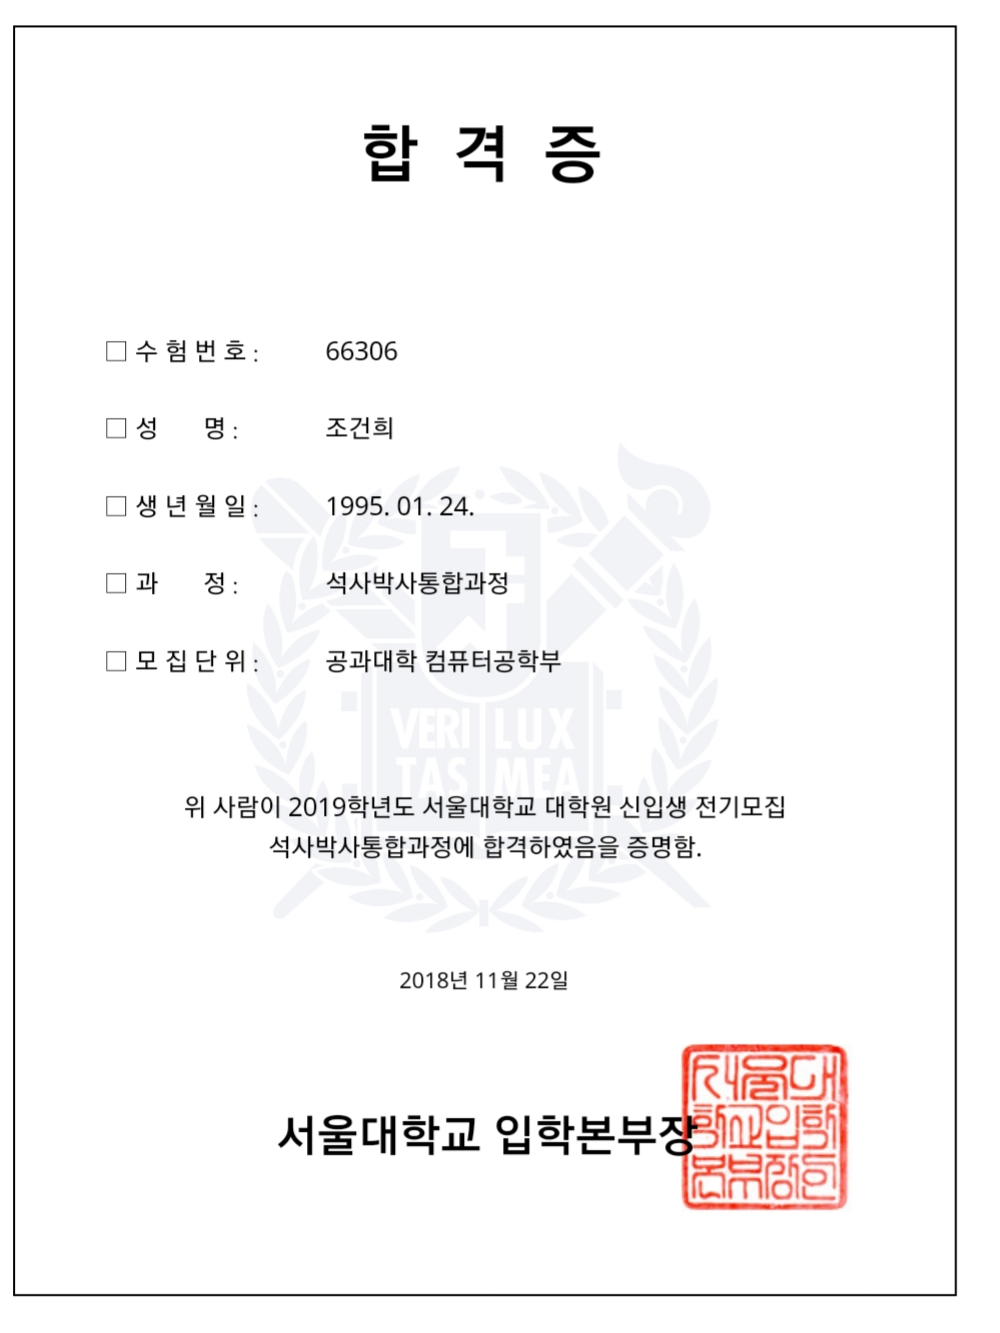 합 격 증
□ 수 험 번 호 : 66306
□ 성 명 : 조건희
□ 생 년 월 일 : 1995. 01. 24.
□ 과 정 : 석사박사통합과정
□ 모 집 단 위 : 공과대학 컴퓨터공학부
VERI LUX
TAS MEA
위 사람이 2019학년도 서울대학교 대학원 신입생 전기모집
석사박사통합과정에 합격하였음을 증명함.
2018년 11월 22일
서울대학교 입학본부장
서울대
학교입학
본부장인